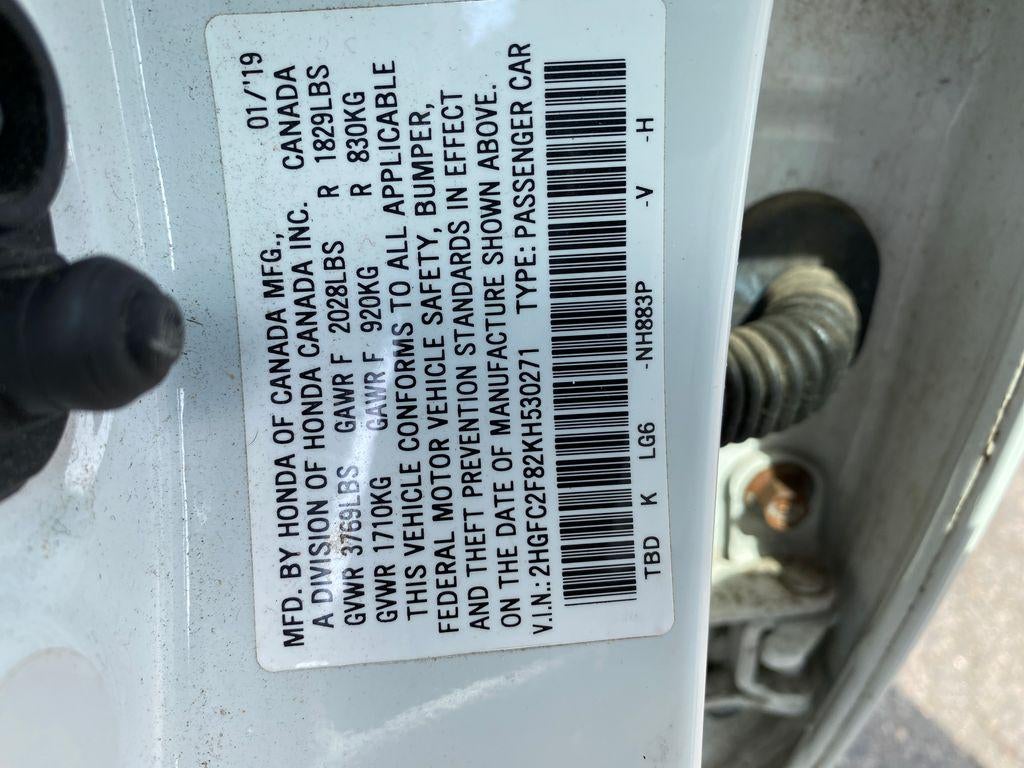 MFD. BY HONDA OF CANADA MFG., 01/'19
A DIVISION OF HONDA CANADA INC. CANADA
GVWR 3769LBS GAWR F 2028LBS R 1829LBS
GVWR 1710KG GAWR F 920KG R 830KG
THIS VEHICLE CONFORMS TO ALL APPLICABLE
FEDERAL MOTOR VEHICLE SAFETY, BUMPER,
AND THEFT PREVENTION STANDARDS IN EFFECT
ON THE DATE OF MANUFACTURE SHOWN ABOVE.
V.I.N.: 2HGFC2F82KH530271 TYPE: PASSENGER CAR
TBD K LG6 -NH883P -V -H